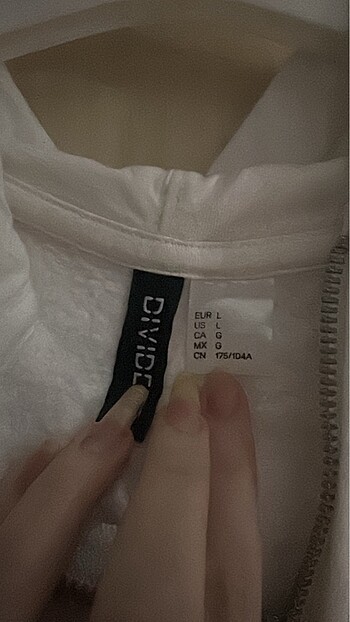 DIVIDE
EUR L
US L
CA G
MX G
CN 175/104A